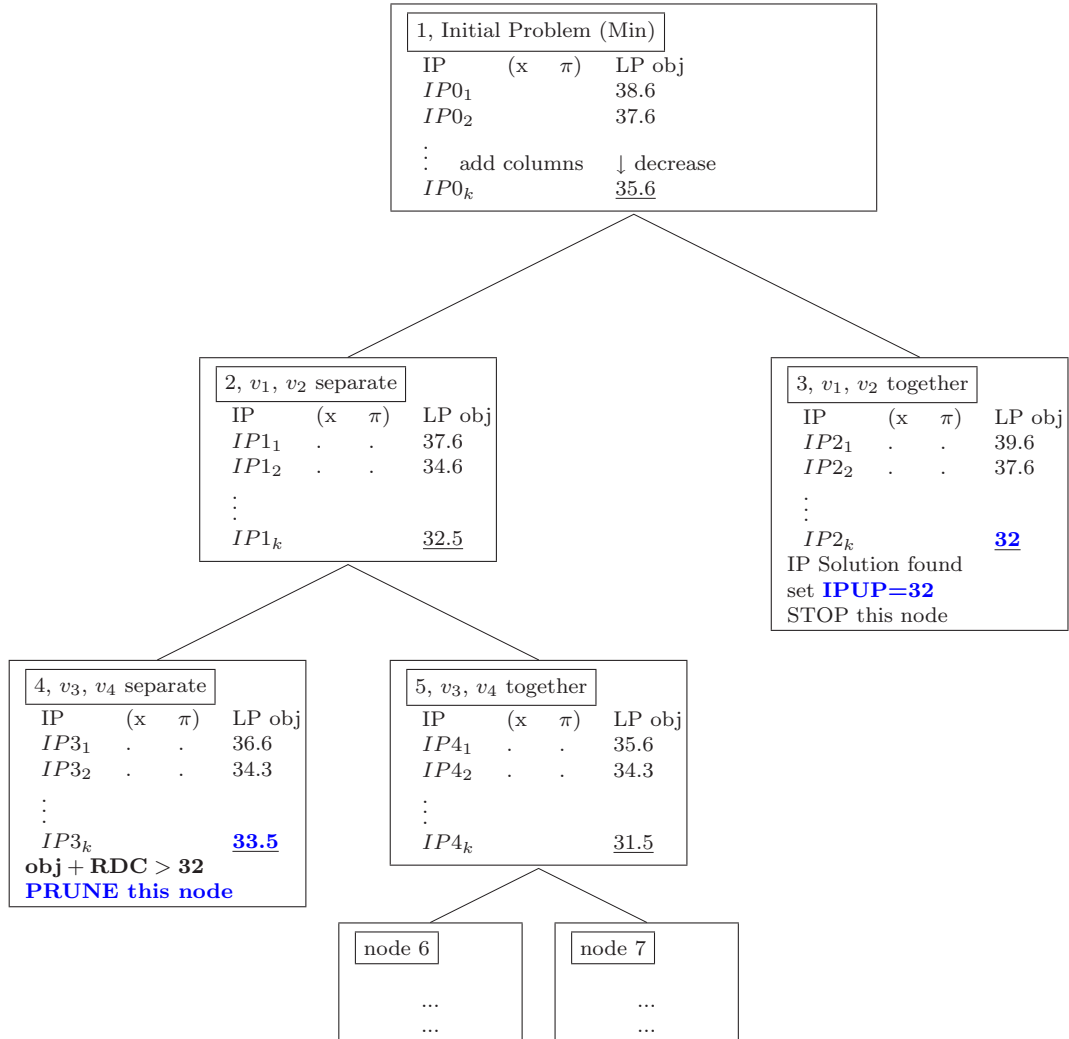 1, Initial Problem (Min)
IP (x π) LP obj
IP0₁ 38.6
IP0₂ 37.6
⋮ add columns ↓ decrease
IP0ₖ 35.6
2, v₁, v₂ separate
IP (x π) LP obj
IP1₁ . . 37.6
IP1₂ . . 34.6
⋮
IP1ₖ 32.5
3, v₁, v₂ together
IP (x π) LP obj
IP2₁ . . 39.6
IP2₂ . . 37.6
⋮
IP2ₖ 32
IP Solution found
set IPUP=32
STOP this node
4, v₃, v₄ separate
IP (x π) LP obj
IP3₁ . . 36.6
IP3₂ . . 34.3
⋮
IP3ₖ 33.5
obj + RDC > 32
PRUNE this node
5, v₃, v₄ together
IP (x π) LP obj
IP4₁ . . 35.6
IP4₂ . . 34.3
⋮
IP4ₖ 31.5
node 6
...
...
node 7
...
...